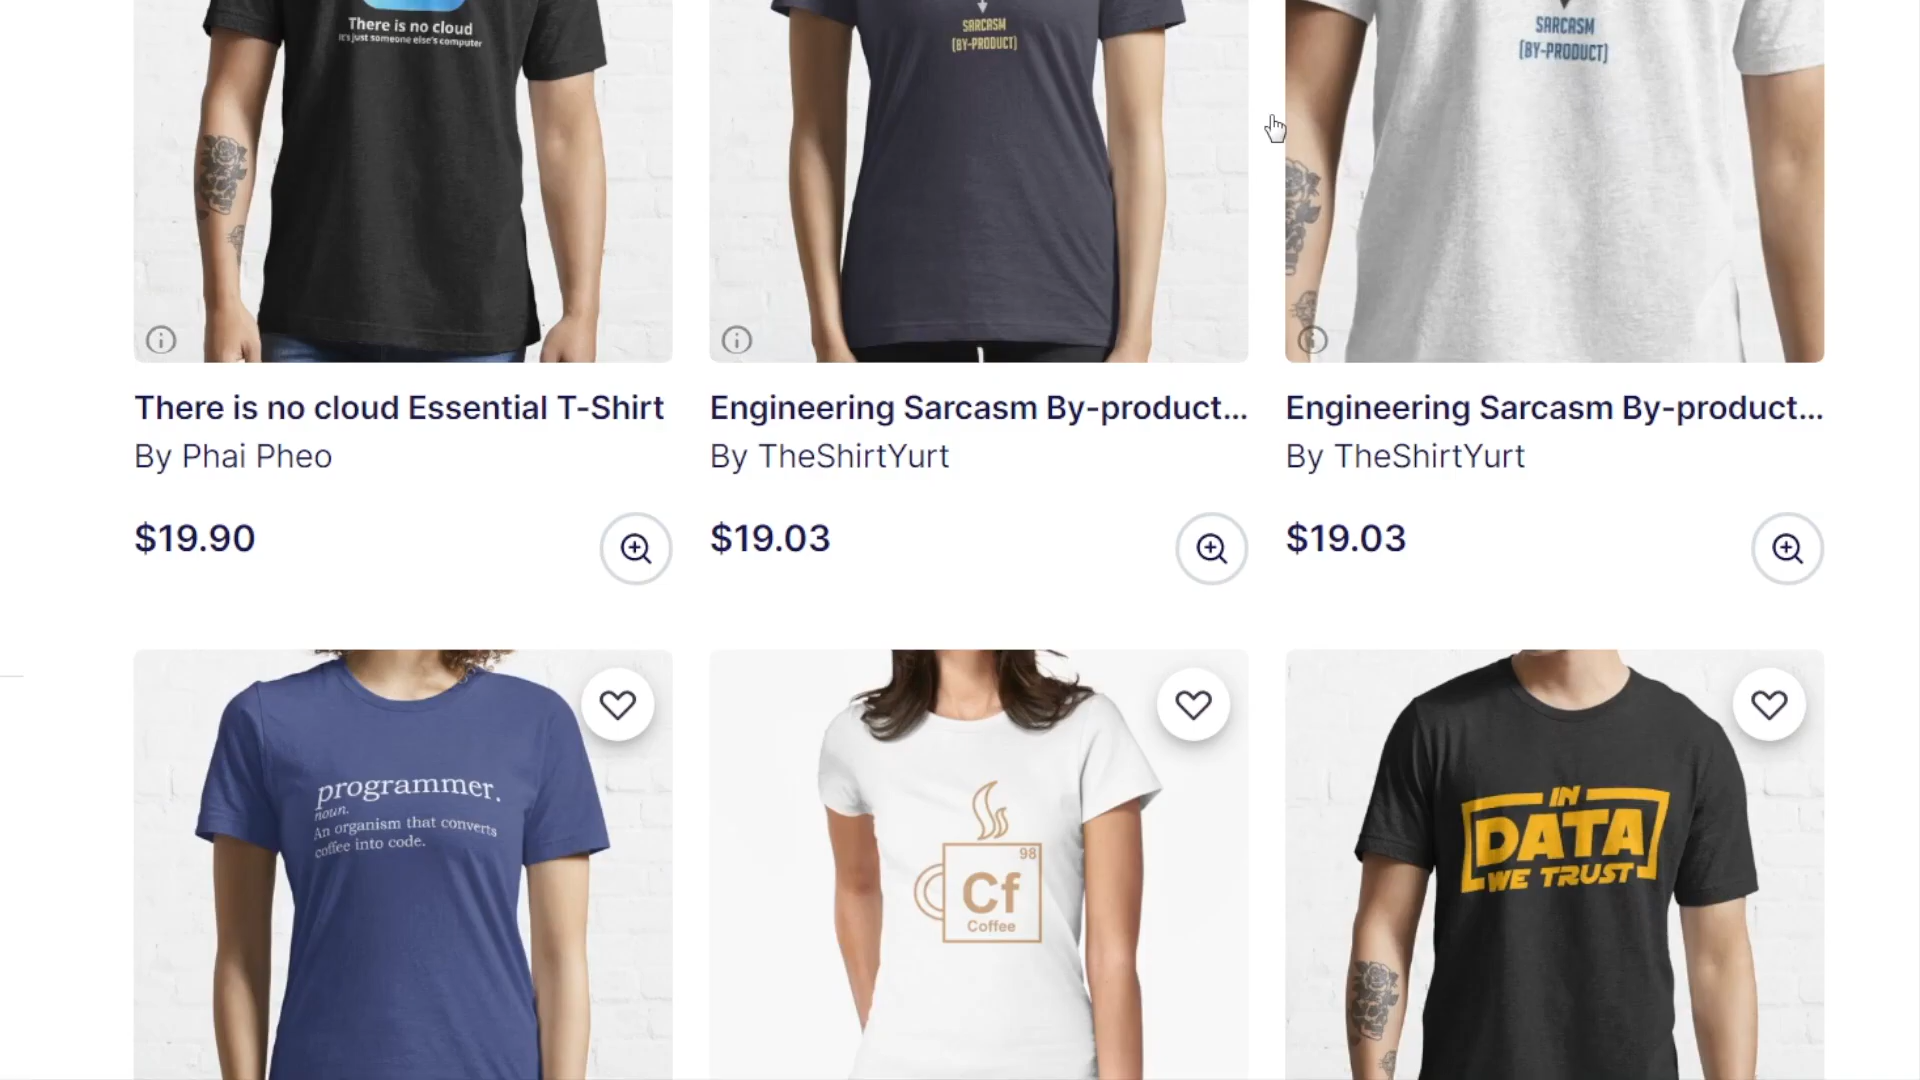 There is no cloud
it's just someone else's computer
SARCASM
(BY-PRODUCT)
SARCASM
(BY-PRODUCT)
There is no cloud Essential T-Shirt
By Phai Pheo
$19.90
Engineering Sarcasm By-product...
By TheShirtYurt
$19.03
Engineering Sarcasm By-product...
By TheShirtYurt
$19.03
programmer.
noun.
An organism that converts
coffee into code.
98
Cf
Coffee
IN
DATA
WE TRUST